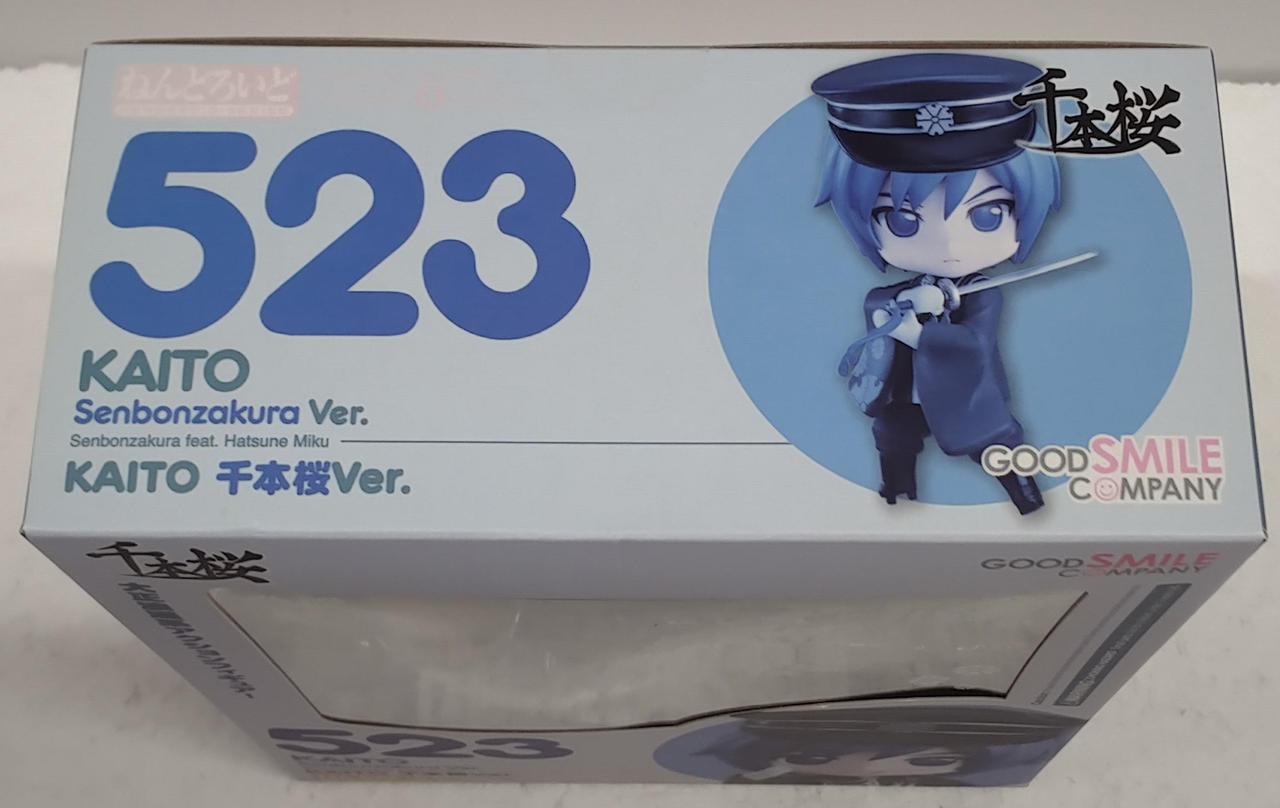 ねんどろいど
千本桜
523
KAITO
Senbonzakura Ver.
Senbonzakura feat. Hatsune Miku
KAITO 千本桜Ver.
GOOD SMILE
COMPANY
千本桜
GOOD SMILE
COMPANY
523
KAITO